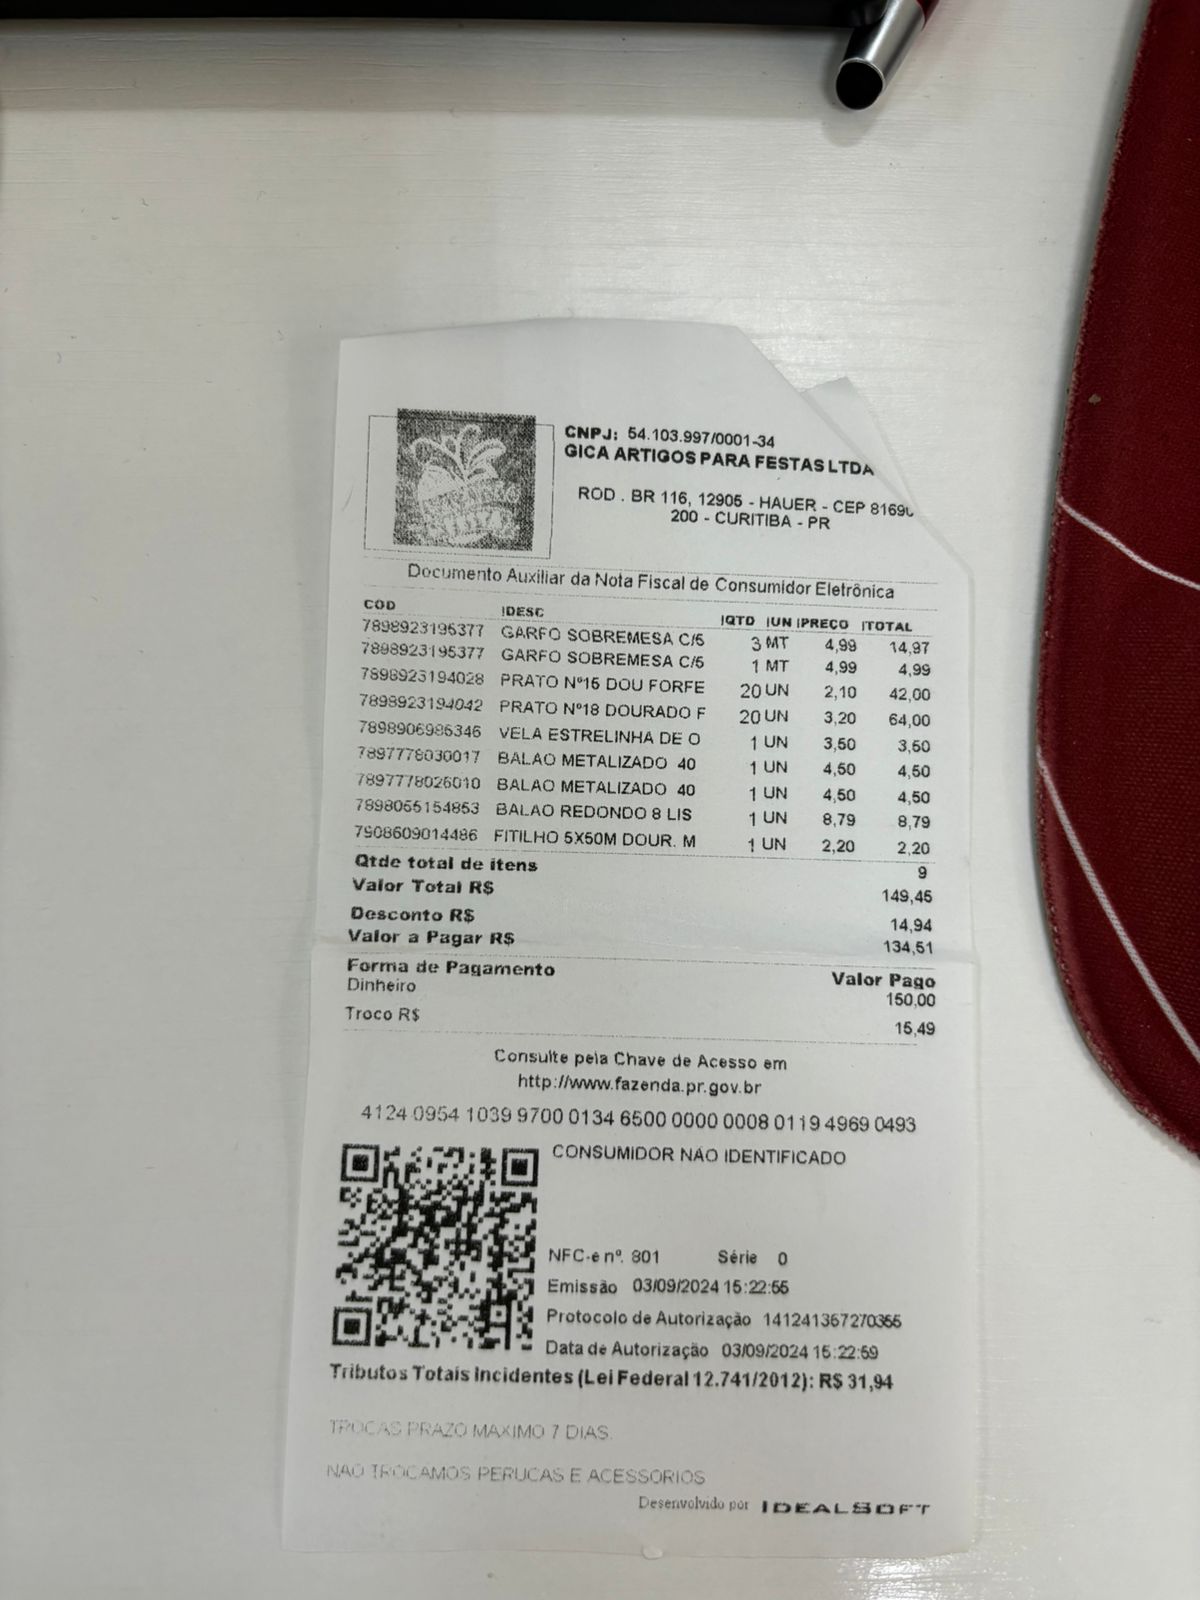 CNPJ: 54.103.997/0001-34
GICA ARTIGOS PARA FESTAS LTDA
ROD . BR 116, 12905 - HAUER - CEP 81690
200 - CURITIBA - PR
Documento Auxiliar da Nota Fiscal de Consumidor Eletrônica
COD |DESC |QTD |UN |PREÇO |TOTAL
7898923195377 GARFO SOBREMESA C/5 3 MT 4,99 14,97
7898923195377 GARFO SOBREMESA C/5 1 MT 4,99 4,99
7898923194028 PRATO Nº15 DOU FORFE 20 UN 2,10 42,00
7898923194042 PRATO Nº18 DOURADO F 20 UN 3,20 64,00
7898906985346 VELA ESTRELINHA DE O 1 UN 3,50 3,50
7897778030017 BALAO METALIZADO 40 1 UN 4,50 4,50
7897778026010 BALAO METALIZADO 40 1 UN 4,50 4,50
7898055154853 BALAO REDONDO 8 LIS 1 UN 8,79 8,79
7908609014486 FITILHO 5X50M DOUR. M 1 UN 2,20 2,20
Qtde total de itens 9
Valor Total R$ 149,45
Desconto R$ 14,94
Valor a Pagar R$ 134,51
Forma de Pagamento Valor Pago
Dinheiro 150,00
Troco R$ 15,49
Consulte pela Chave de Acesso em
http://www.fazenda.pr.gov.br
4124 0954 1039 9700 0134 6500 0000 0008 0119 4969 0493
CONSUMIDOR NÃO IDENTIFICADO
NFC-e nº. 801 Série 0
Emissão 03/09/2024 15:22:55
Protocolo de Autorização 141241357270355
Data de Autorização 03/09/2024 15:22:59
Tributos Totais Incidentes (Lei Federal 12.741/2012): R$ 31,94
TROCAS PRAZO MAXIMO 7 DIAS.
NAO TROCAMOS PERUCAS E ACESSORIOS
Desenvolvido por IDEALSOFT